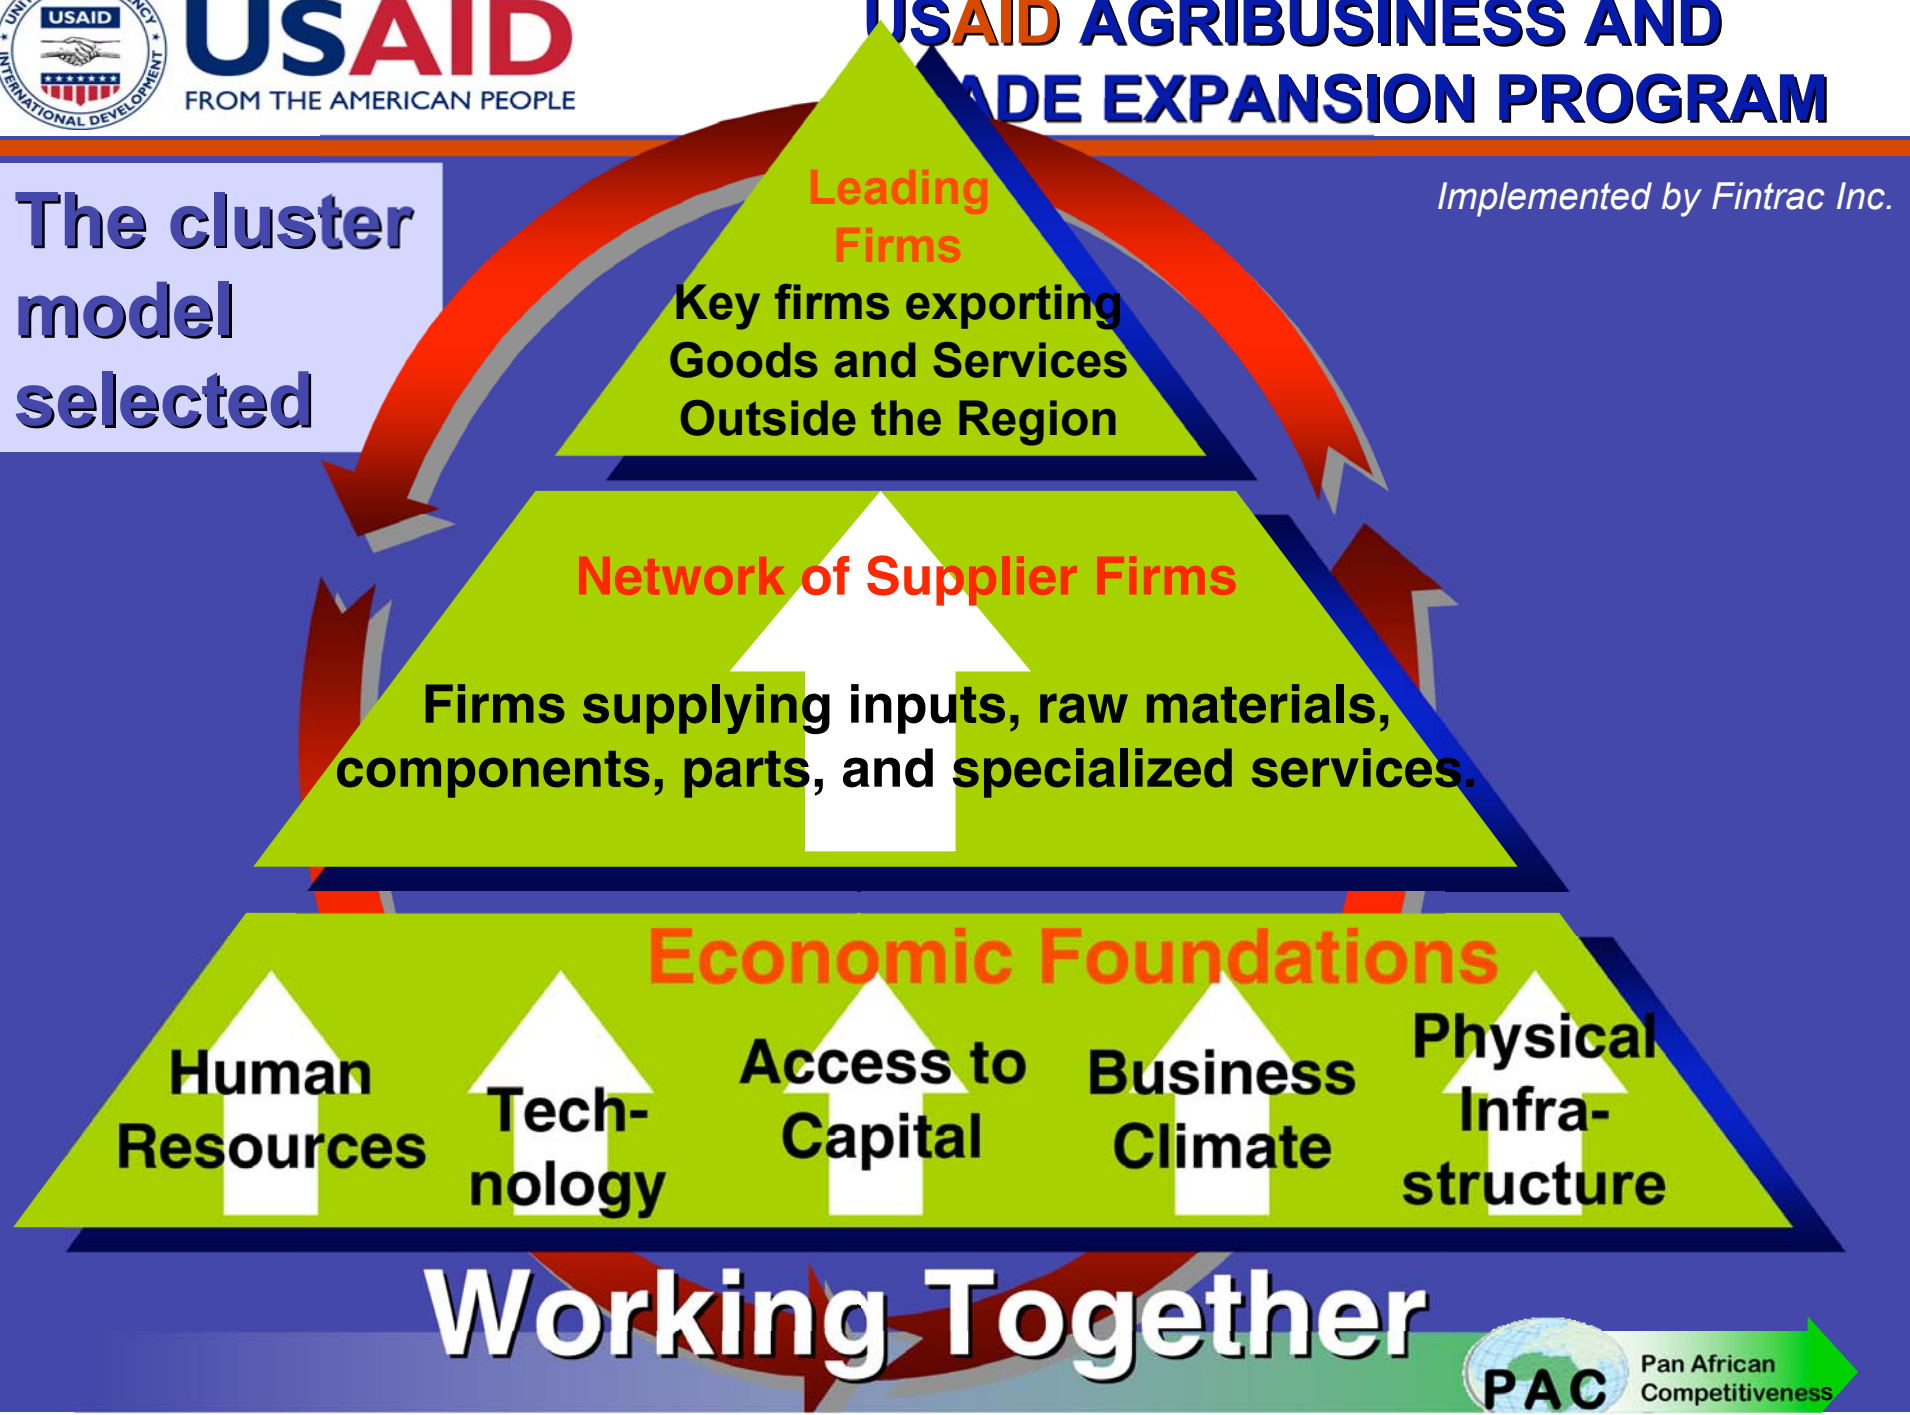 USAID
INTERNATIONAL DEVELOPMENT
USAID
FROM THE AMERICAN PEOPLE
USAID AGRIBUSINESS AND
ADE EXPANSION PROGRAM
Implemented by Fintrac Inc.
The cluster
model
selected
Leading
Firms
Key firms exporting
Goods and Services
Outside the Region
Network of Supplier Firms
Firms supplying inputs, raw materials,
components, parts, and specialized services.
Economic Foundations
Human
Resources
Tech-
nology
Access to
Capital
Business
Climate
Physical
Infra-
structure
Working Together
PAC
Pan African
Competitiveness